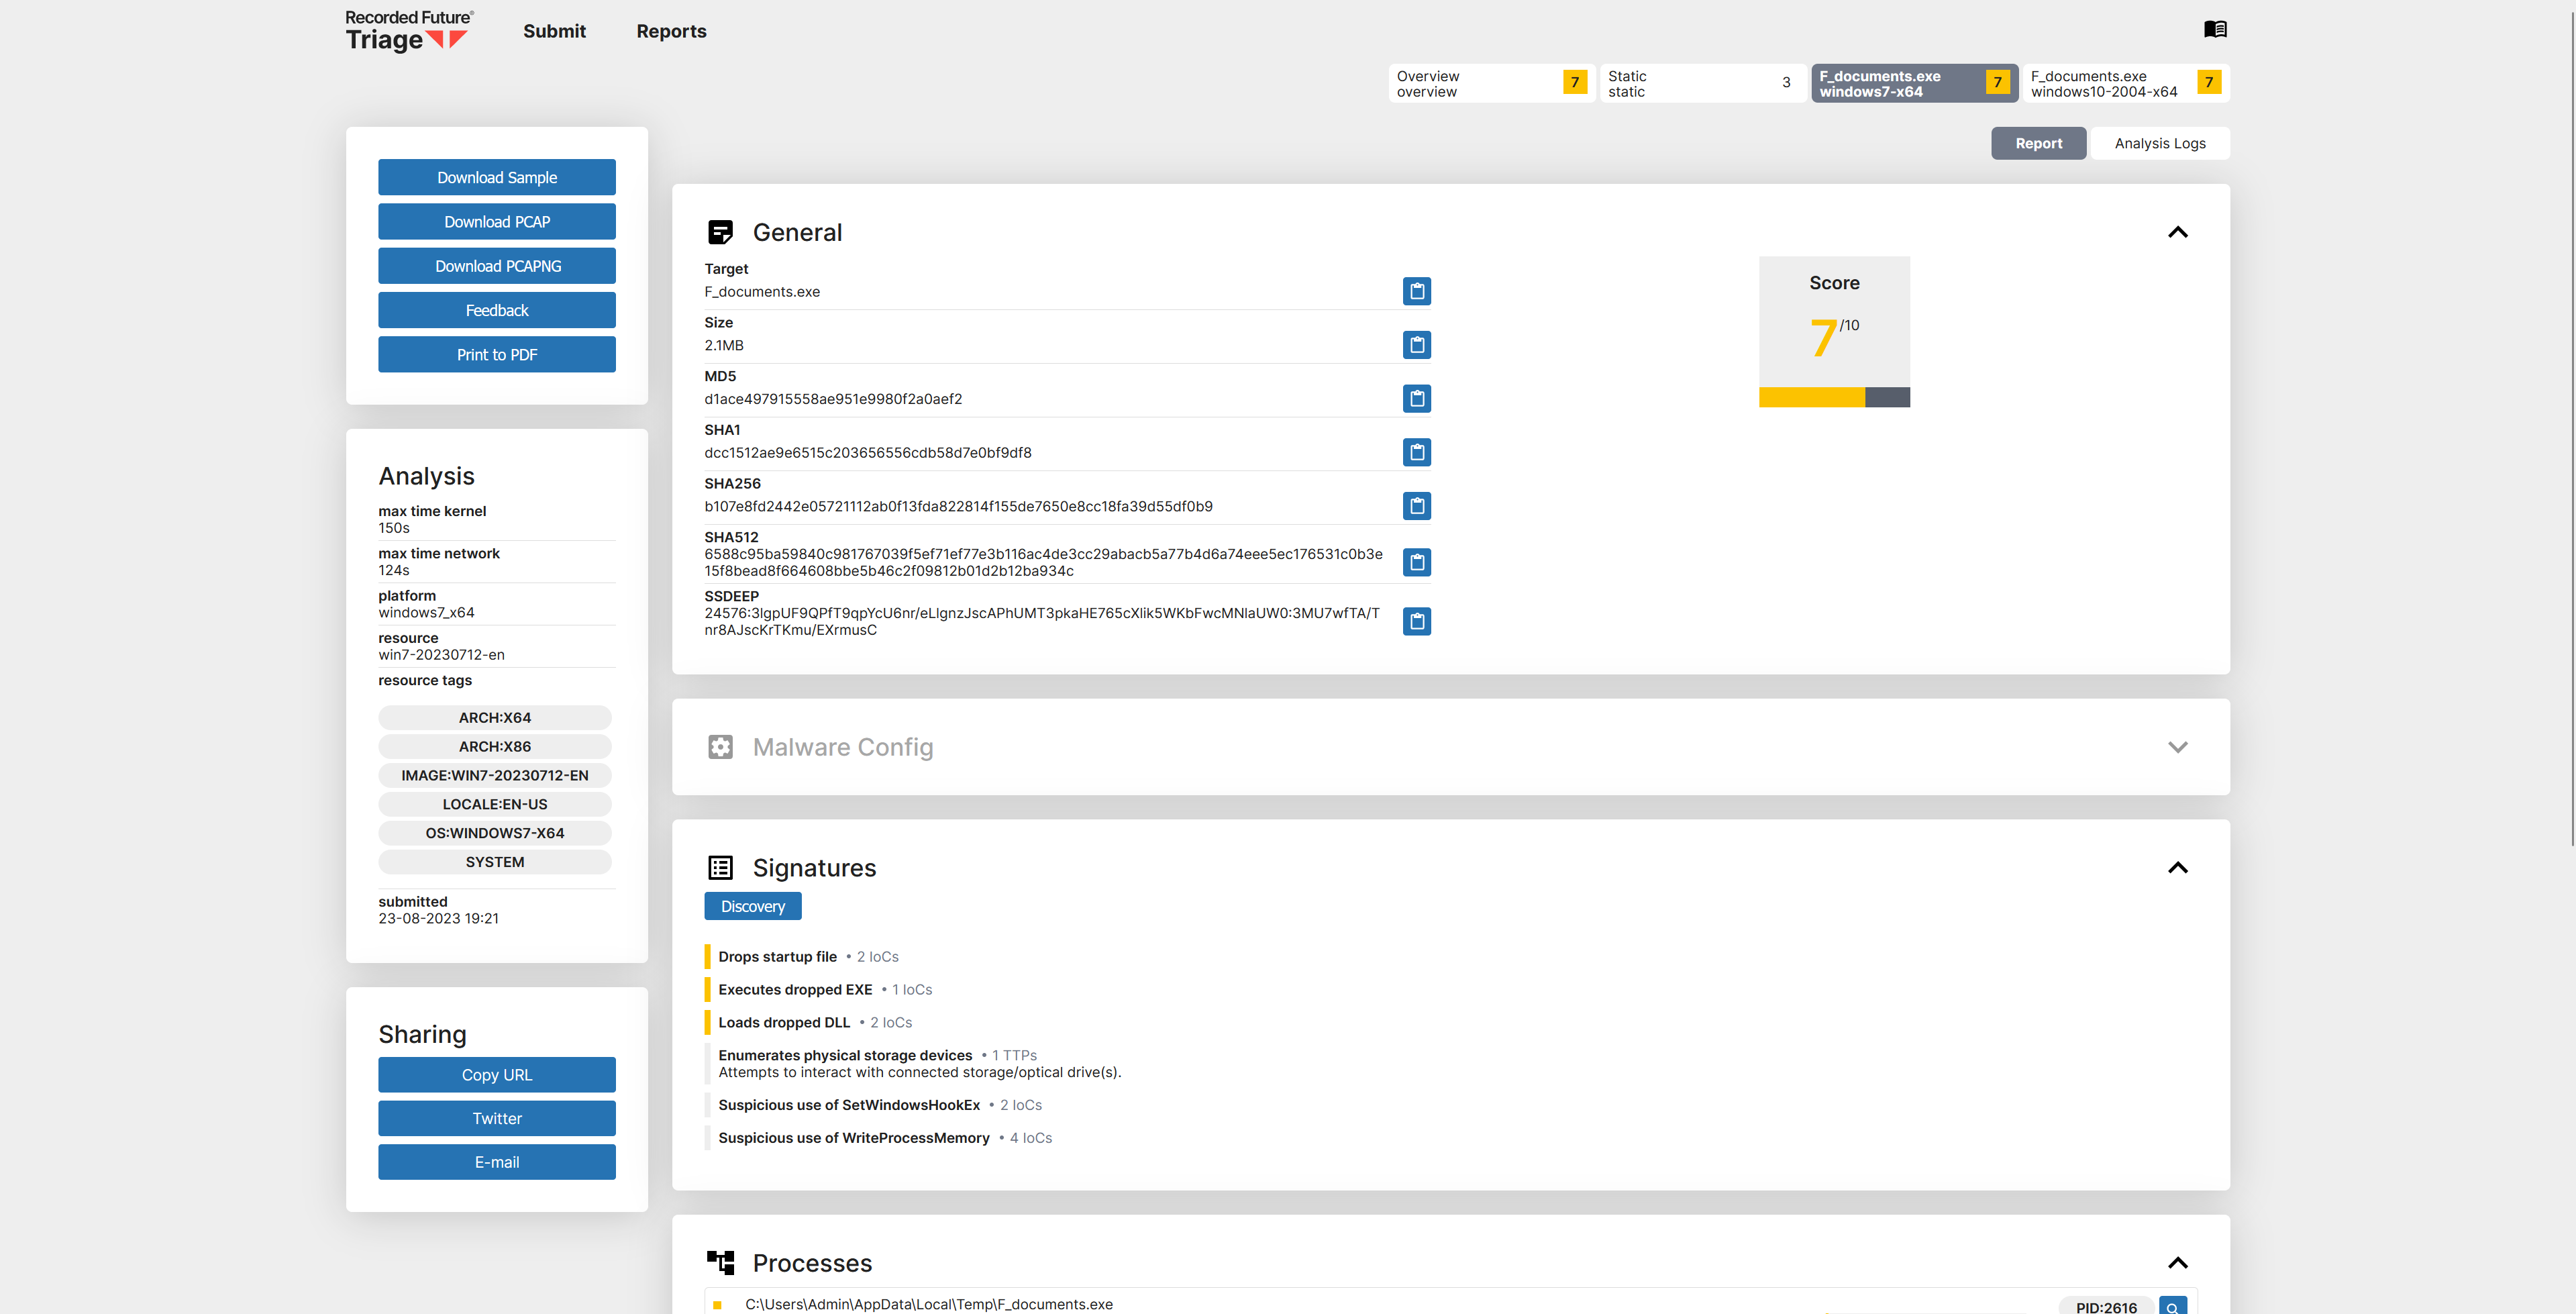 Recorded Future®
Triage
Submit
Reports
Overview
overview
7
Static
static
3
F_documents.exe
windows7-x64
7
F_documents.exe
windows10-2004-x64
7
Report
Analysis Logs
Download Sample
Download PCAP
Download PCAPNG
Feedback
Print to PDF
Analysis
max time kernel
150s
max time network
124s
platform
windows7_x64
resource
win7-20230712-en
resource tags
ARCH:X64
ARCH:X86
IMAGE:WIN7-20230712-EN
LOCALE:EN-US
OS:WINDOWS7-X64
SYSTEM
submitted
23-08-2023 19:21
Sharing
Copy URL
Twitter
E-mail
General
Target
F_documents.exe
Size
2.1MB
MD5
d1ace497915558ae951e9980f2a0aef2
SHA1
dcc1512ae9e6515c203656556cdb58d7e0bf9df8
SHA256
b107e8fd2442e05721112ab0f13fda822814f155de7650e8cc18fa39d55df0b9
SHA512
6588c95ba59840c981767039f5ef71ef77e3b116ac4de3cc29abacb5a77b4d6a74eee5ec176531c0b3e
15f8bead8f664608bbe5b46c2f09812b01d2b12ba934c
SSDEEP
24576:3lgpUF9QPfT9qpYcU6nr/eLlgnzJscAPhUMT3pkaHE765cXlik5WKbFwcMNlaUW0:3MU7wfTA/T
nr8AJscKrTKmu/EXrmusC
Score
7/10
Malware Config
Signatures
Discovery
Drops startup file • 2 IoCs
Executes dropped EXE • 1 IoCs
Loads dropped DLL • 2 IoCs
Enumerates physical storage devices • 1 TTPs
Attempts to interact with connected storage/optical drive(s).
Suspicious use of SetWindowsHookEx • 2 IoCs
Suspicious use of WriteProcessMemory • 4 IoCs
Processes
C:\Users\Admin\AppData\Local\Temp\F_documents.exe
PID:2616